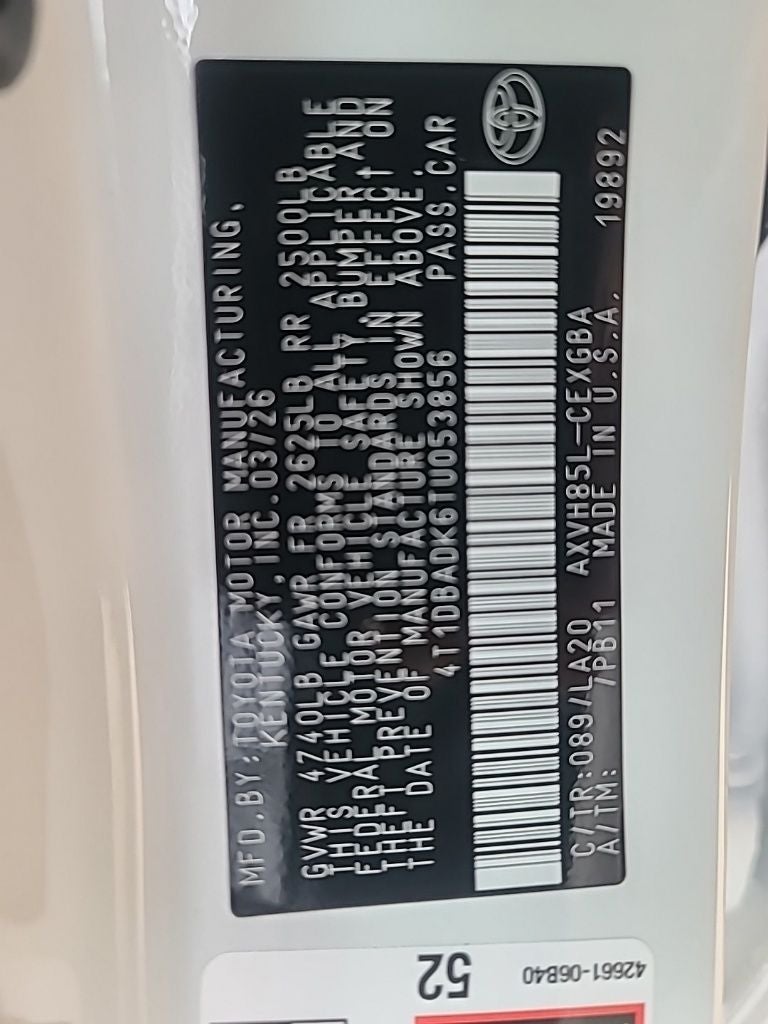 MFD.BY:TOYOTA MOTOR MANUFACTURING,
KENTUCKY, INC.03/26
GVWR 4740LB GAWR FR 2625LB RR 2500LB
THIS VEHICLE CONFORMS TO ALL APPLICABLE
FEDERAL MOTOR VEHICLE SAFETY, BUMPER, AND
THEFT PREVENTION STANDARDS IN EFFECT ON
THE DATE OF MANUFACTURE SHOWN ABOVE.
4T1DBADK6TU053856 PASS.CAR
C/TR:089/LA20 AXVH85L-CEXGBA
A/TM: /PB11 MADE IN U.S.A. 19892
52
42661-06B40